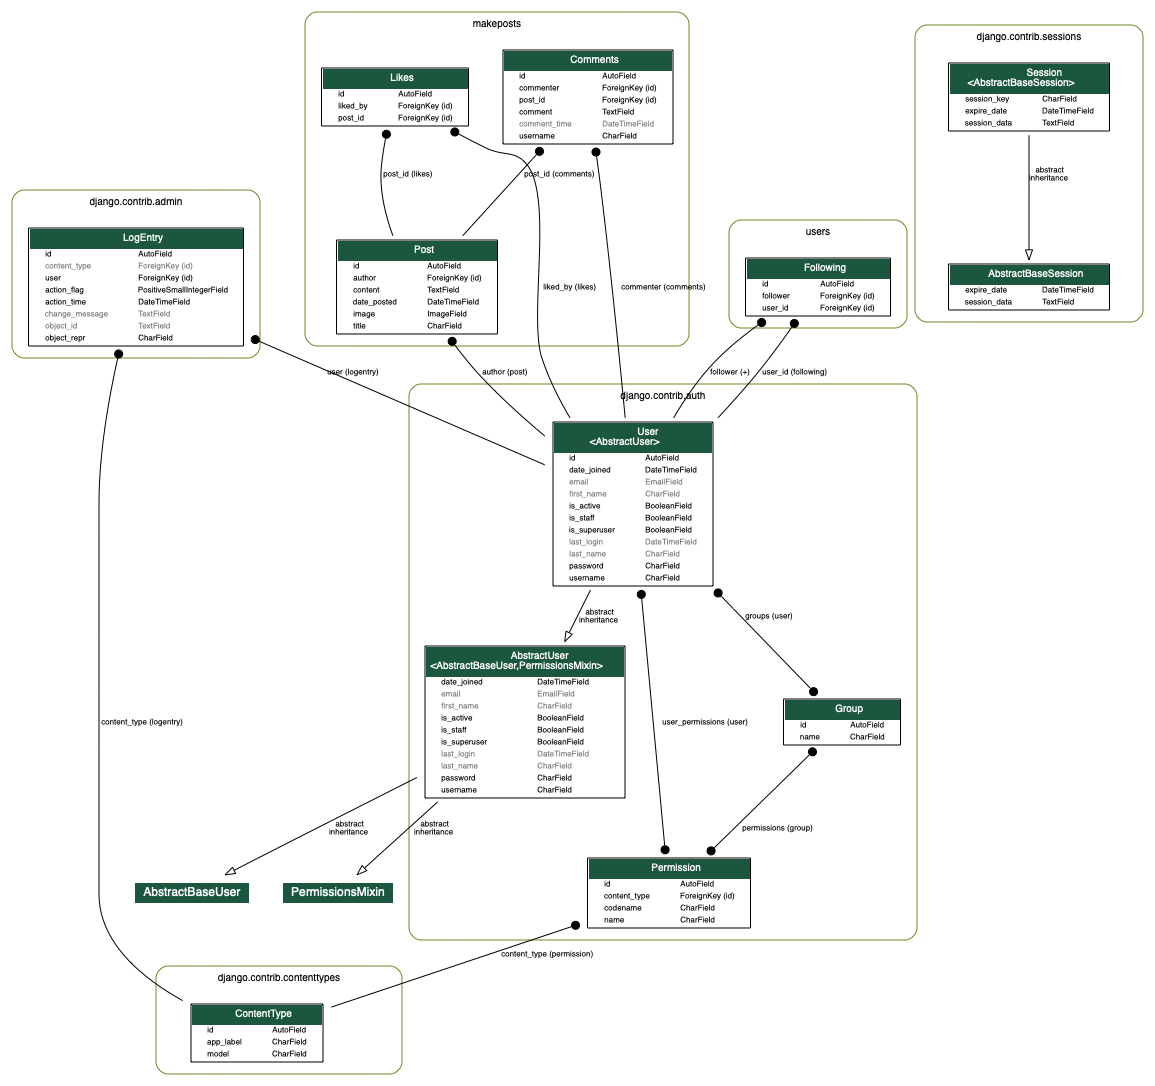 makeposts
Likes
id AutoField
liked_by ForeignKey (id)
post_id ForeignKey (id)
Comments
id AutoField
commenter ForeignKey (id)
post_id ForeignKey (id)
comment TextField
comment_time DateTimeField
username CharField
post_id (likes)
post_id (comments)
Post
id AutoField
author ForeignKey (id)
content TextField
date_posted DateTimeField
image ImageField
title CharField
liked_by (likes)
commenter (comments)
django.contrib.sessions
Session
<AbstractBaseSession>
session_key CharField
expire_date DateTimeField
session_data TextField
abstract
inheritance
AbstractBaseSession
expire_date DateTimeField
session_data TextField
django.contrib.admin
LogEntry
id AutoField
content_type ForeignKey (id)
user ForeignKey (id)
action_flag PositiveSmallIntegerField
action_time DateTimeField
change_message TextField
object_id TextField
object_repr CharField
users
Following
id AutoField
follower ForeignKey (id)
user_id ForeignKey (id)
user (logentry)
author (post)
follower (+)
user_id (following)
django.contrib.auth
User
<AbstractUser>
id AutoField
date_joined DateTimeField
email EmailField
first_name CharField
is_active BooleanField
is_staff BooleanField
is_superuser BooleanField
last_login DateTimeField
last_name CharField
password CharField
username CharField
abstract
inheritance
groups (user)
AbstractUser
<AbstractBaseUser,PermissionsMixin>
date_joined DateTimeField
email EmailField
first_name CharField
is_active BooleanField
is_staff BooleanField
is_superuser BooleanField
last_login DateTimeField
last_name CharField
password CharField
username CharField
user_permissions (user)
Group
id AutoField
name CharField
content_type (logentry)
abstract
inheritance
abstract
inheritance
permissions (group)
AbstractBaseUser
PermissionsMixin
Permission
id AutoField
content_type ForeignKey (id)
codename CharField
name CharField
content_type (permission)
django.contrib.contenttypes
ContentType
id AutoField
app_label CharField
model CharField